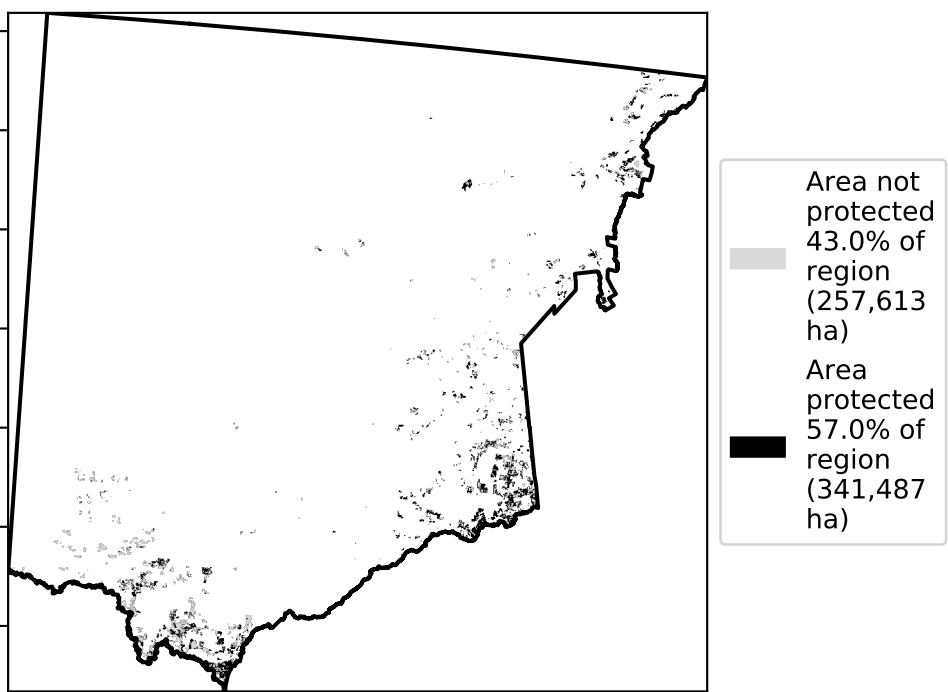 Area not
protected
43.0% of
region
(257,613
ha)
Area
protected
57.0% of
region
(341,487
ha)